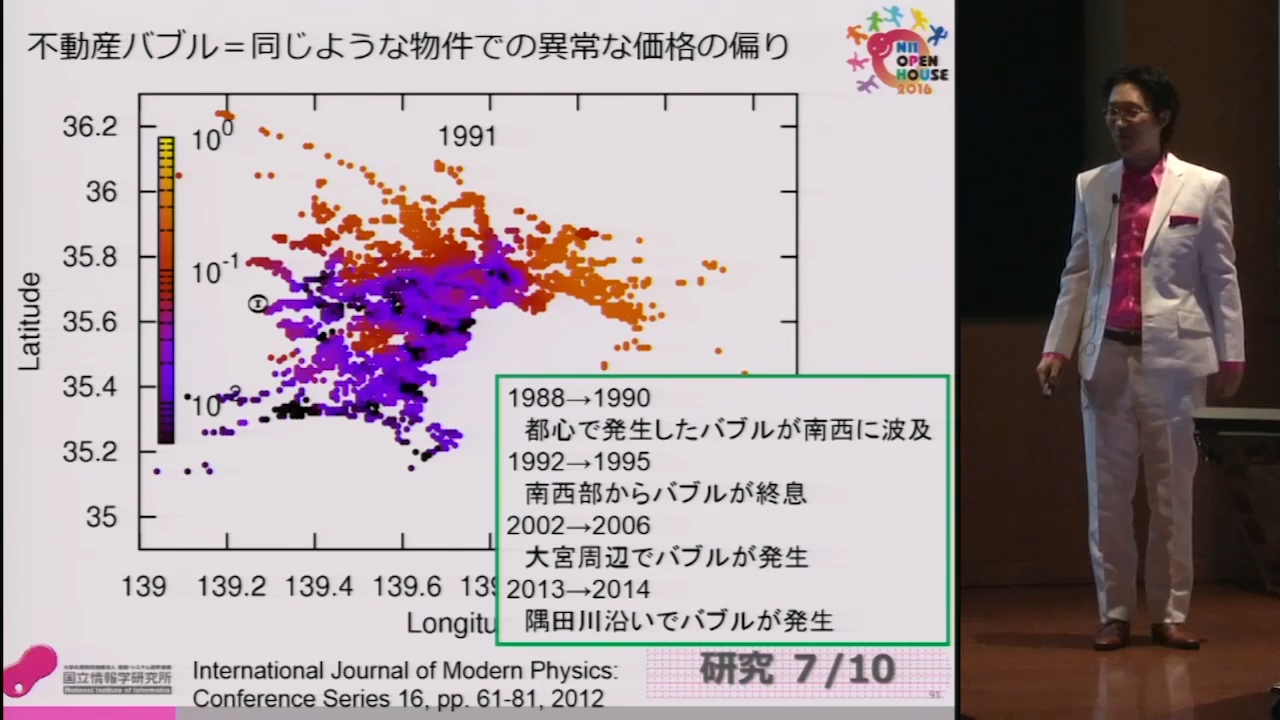 不動産バブル＝同じような物件での異常な価格の偏り
NII
OPEN
HOUSE
2016
1991
36.2
36
35.8
35.6
35.4
35.2
35
Latitude
10⁰
10⁻¹
139 139.2 139.4 139.6
Longitu
1988→1990
都心で発生したバブルが南西に波及
1992→1995
南西部からバブルが終息
2002→2006
大宮周辺でバブルが発生
2013→2014
隅田川沿いでバブルが発生
国立情報学研究所
National Institute of Informatics
International Journal of Modern Physics:
Conference Series 16, pp. 61-81, 2012
研究 7/10
91